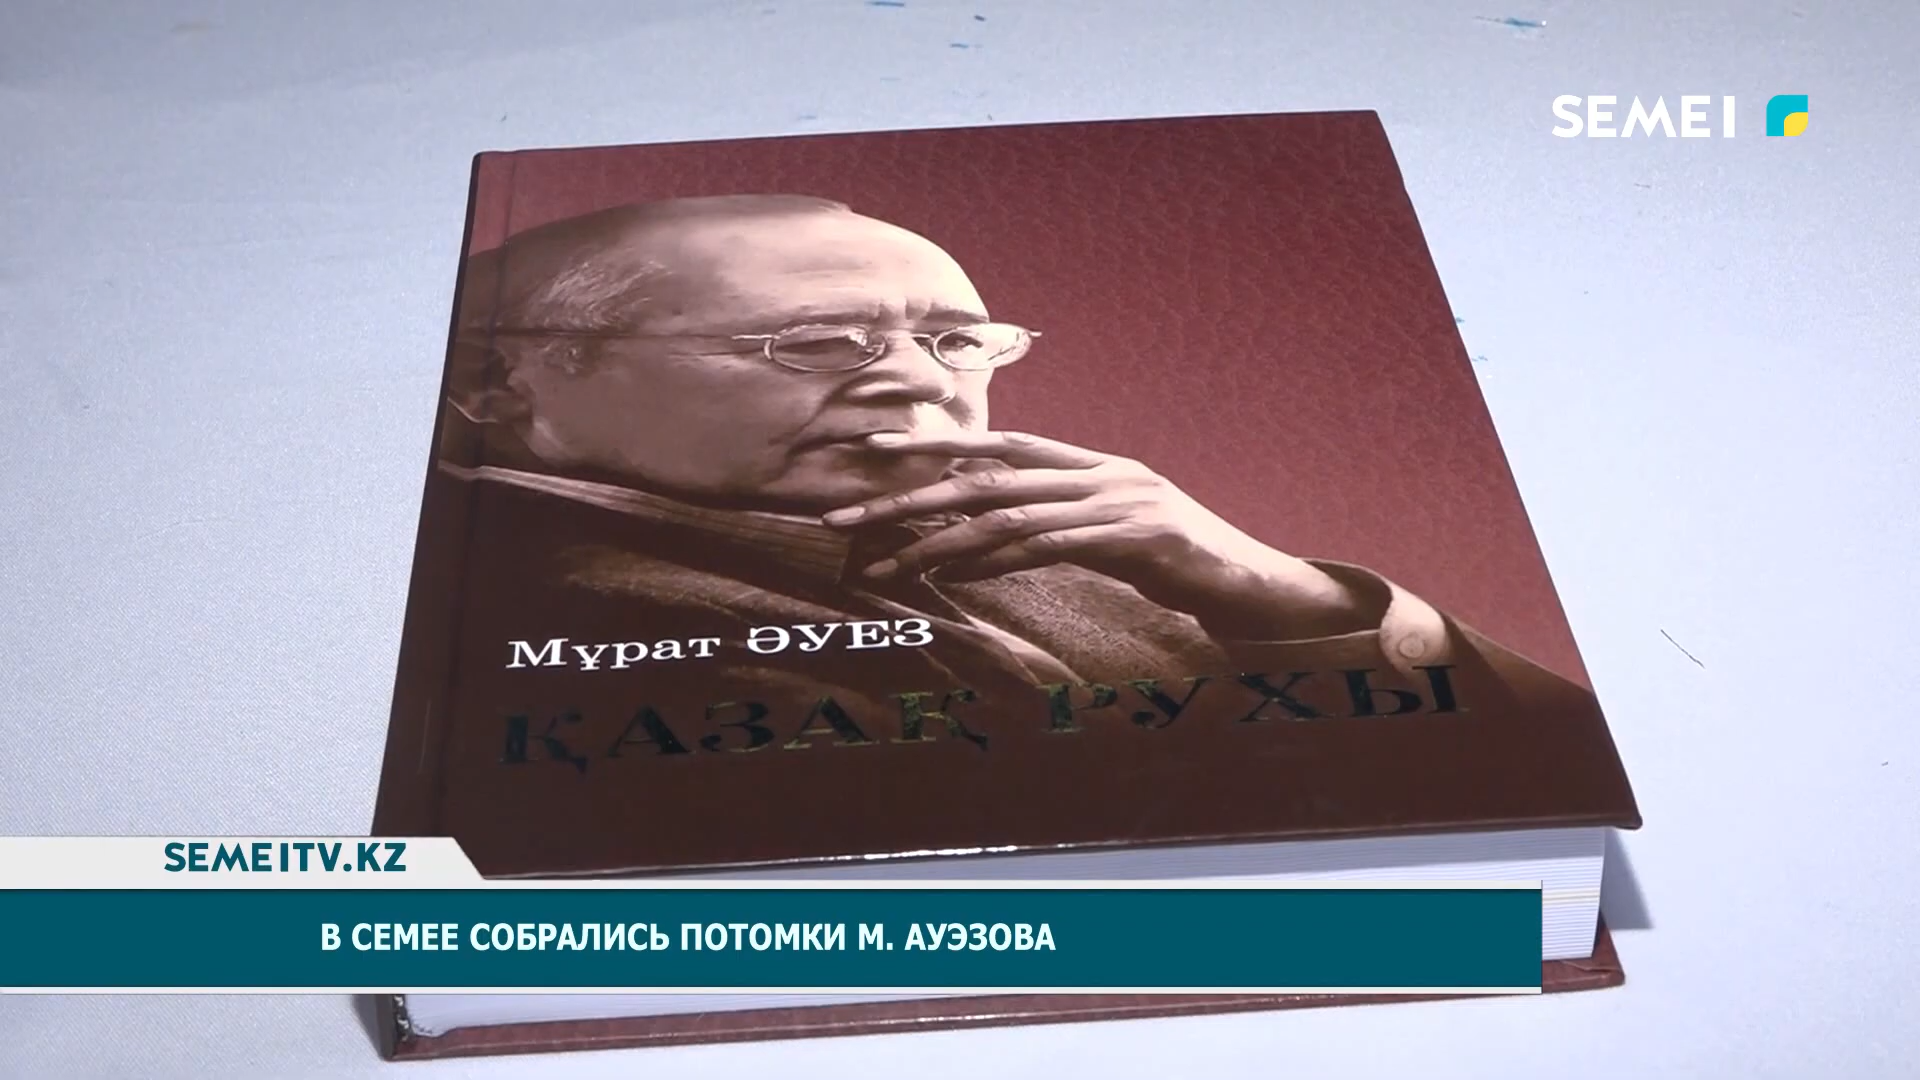 SEMEI
Мұрат ӘУЕЗ
ҚАЗАҚ РУХЫ
SEMEITV.KZ
В СЕМЕЕ СОБРАЛИСЬ ПОТОМКИ М. АУЭЗОВА